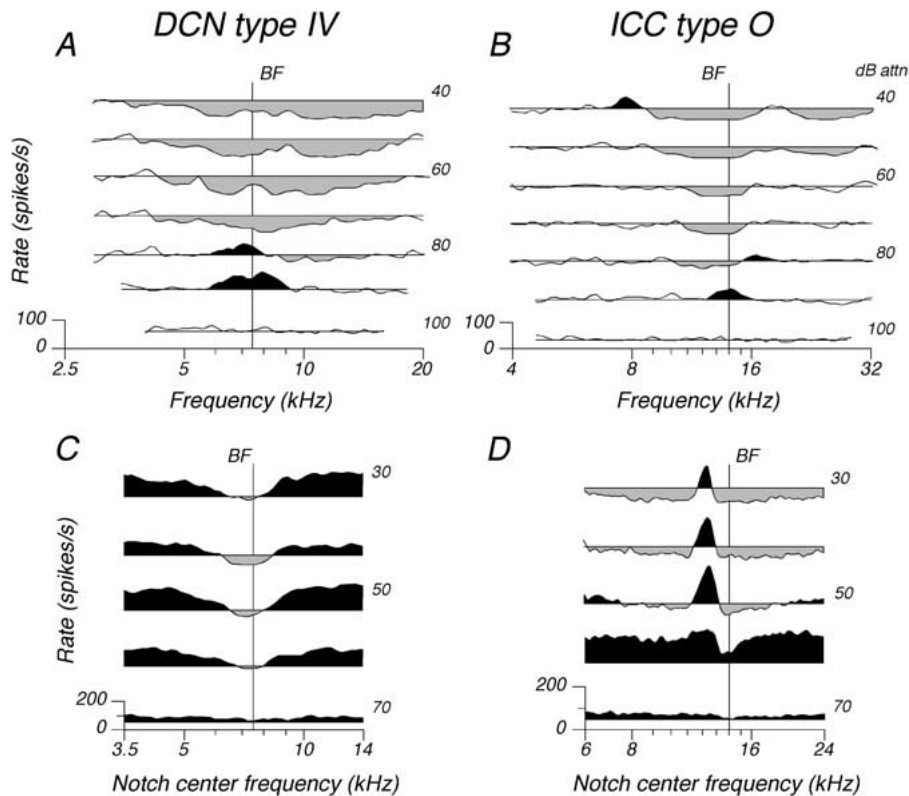 DCN type IV
ICC type O
A
BF
40
60
80
100
Rate (spikes/s)
100
0
2.5
5
10
20
Frequency (kHz)
B
BF
dB attn
40
60
80
100
100
0
4
8
16
32
Frequency (kHz)
C
BF
30
50
70
Rate (spikes/s)
200
0
3.5
5
10
14
Notch center frequency (kHz)
D
BF
30
50
70
200
0
6
8
16
24
Notch center frequency (kHz)